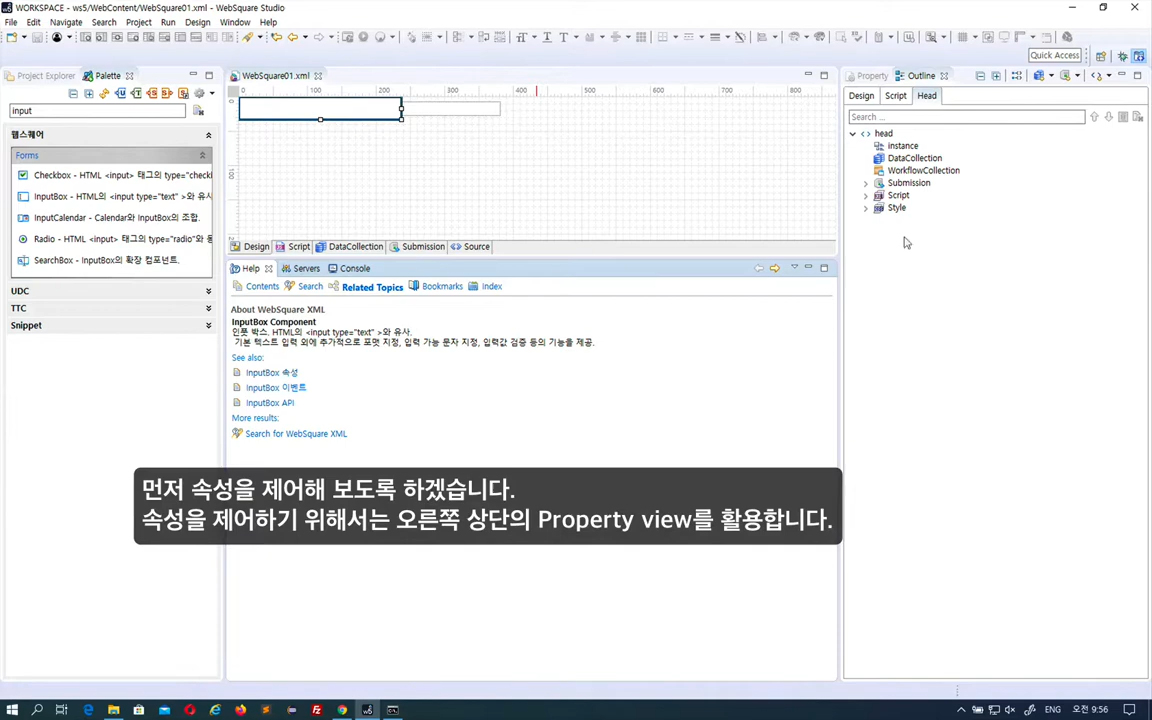 WORKSPACE - ws5/WebContent/WebSquare01.xml - WebSquare Studio
File Edit Navigate Search Project Run Design Window Help
Quick Access
Project Explorer Palette
WebSquare01.xml
Property Outline
input
0 100 200 300 400 500 600 700 800
0
100
2
Design Script Head
Search ...
웹스퀘어
Forms
Checkbox - HTML <input> 태그의 type="checkl
InputBox - HTML의 <input type="text" >와 유사
InputCalendar - Calendar와 InputBox의 조합.
Radio - HTML <input> 태그의 type="radio"와 동
SearchBox - InputBox의 확장 컴포넌트.
UDC
TTC
Snippet
head
instance
DataCollection
WorkflowCollection
Submission
Script
Style
Design Script DataCollection Submission Source
Help Servers Console
Contents Search Related Topics Bookmarks Index
About WebSquare XML
InputBox Component
인풋 박스. HTML의 <input type="text" >와 유사.
기본 텍스트 입력 외에 추가적으로 포맷 지정, 입력 가능 문자 지정, 입력값 검증 등의 기능을 제공.
See also:
InputBox 속성
InputBox 이벤트
InputBox API
More results:
Search for WebSquare XML
먼저 속성을 제어해 보도록 하겠습니다.
속성을 제어하기 위해서는 오른쪽 상단의 Property view를 활용합니다.
ENG 오전 9:56